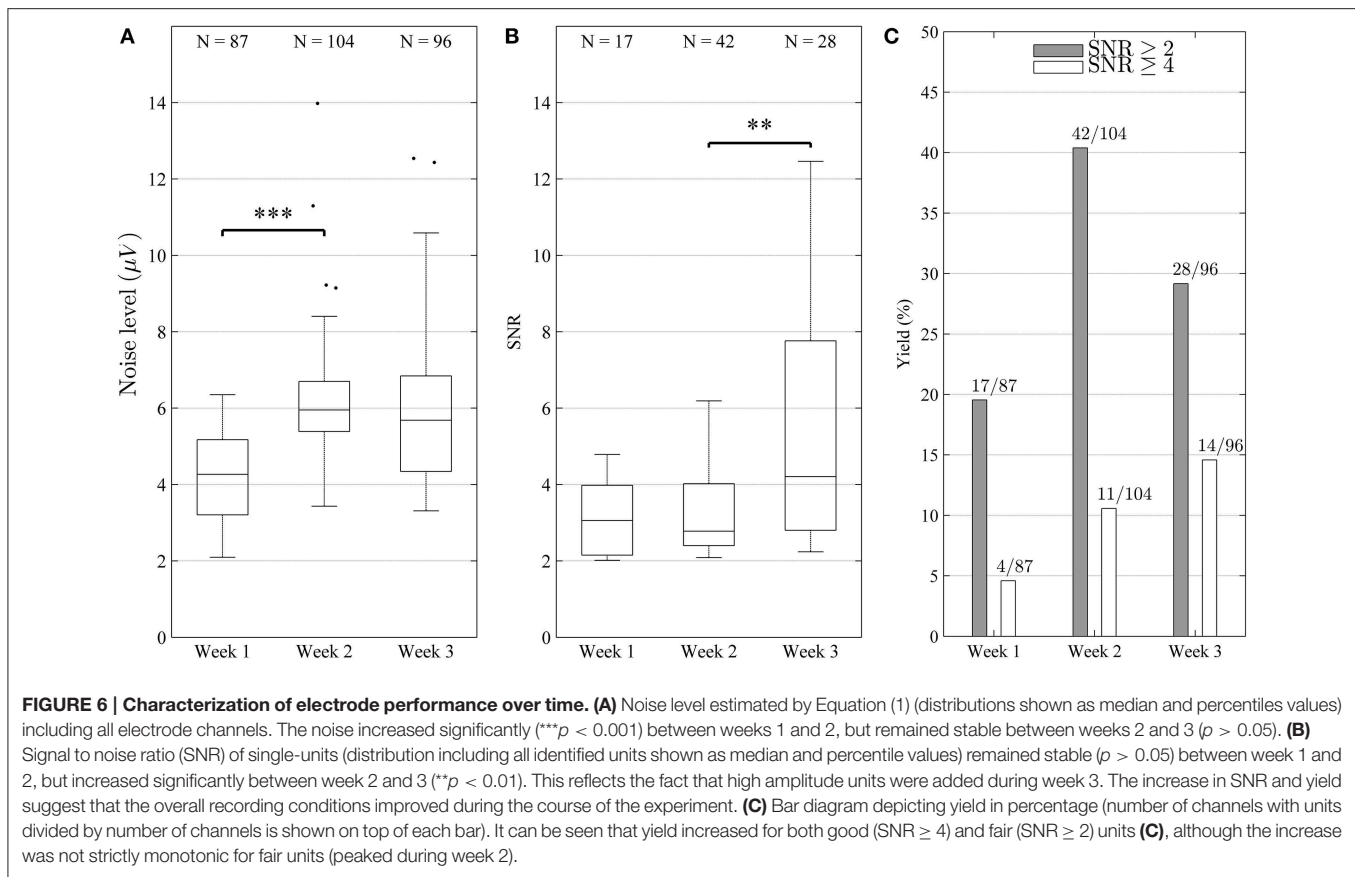 A
N = 87 N = 104 N = 96
14
12
10
8
6
4
2
0
Noise level (μV)
***
Week 1 Week 2 Week 3
B
N = 17 N = 42 N = 28
14
12
10
8
6
4
2
0
SNR
**
Week 1 Week 2 Week 3
C
50
45
40
35
30
25
20
15
10
5
0
Yield (%)
SNR ≥ 2
SNR ≥ 4
17/87
4/87
42/104
11/104
28/96
14/96
Week 1 Week 2 Week 3
FIGURE 6 | Characterization of electrode performance over time. (A) Noise level estimated by Equation (1) (distributions shown as median and percentiles values)
including all electrode channels. The noise increased significantly (***p < 0.001) between weeks 1 and 2, but remained stable between weeks 2 and 3 (p > 0.05). (B)
Signal to noise ratio (SNR) of single-units (distribution including all identified units shown as median and percentile values) remained stable (p > 0.05) between week 1 and
2, but increased significantly between week 2 and 3 (**p < 0.01). This reflects the fact that high amplitude units were added during week 3. The increase in SNR and yield
suggest that the overall recording conditions improved during the course of the experiment. (C) Bar diagram depicting yield in percentage (number of channels with units
divided by number of channels is shown on top of each bar). It can be seen that yield increased for both good (SNR ≥ 4) and fair (SNR ≥ 2) units (C), although the increase
was not strictly monotonic for fair units (peaked during week 2).